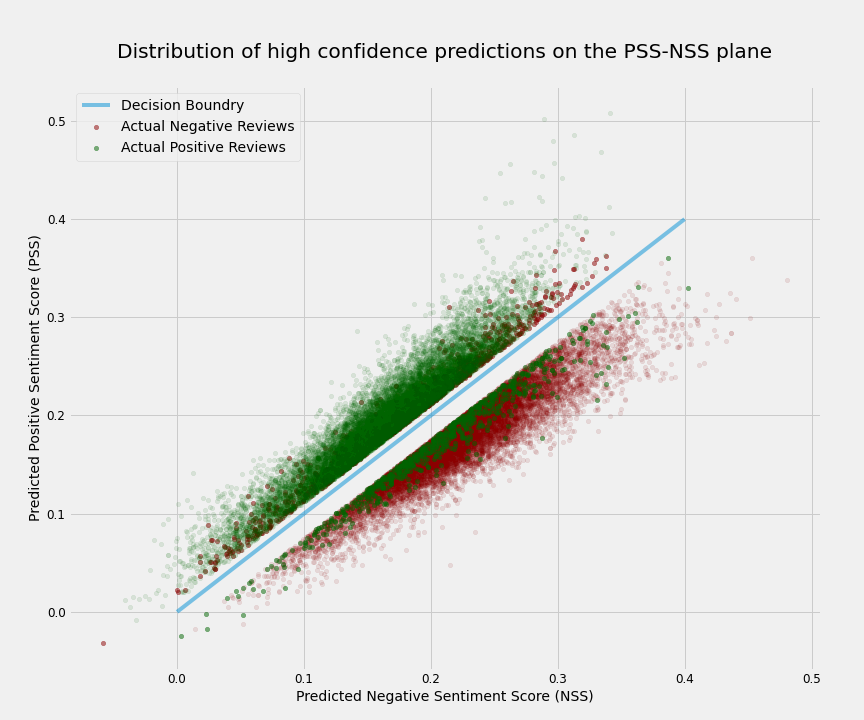 Distribution of high confidence predictions on the PSS-NSS plane
Decision Boundry
Actual Negative Reviews
Actual Positive Reviews
0.5
0.4
0.3
0.2
0.1
0.0
Predicted Positive Sentiment Score (PSS)
0.0 0.1 0.2 0.3 0.4 0.5
Predicted Negative Sentiment Score (NSS)